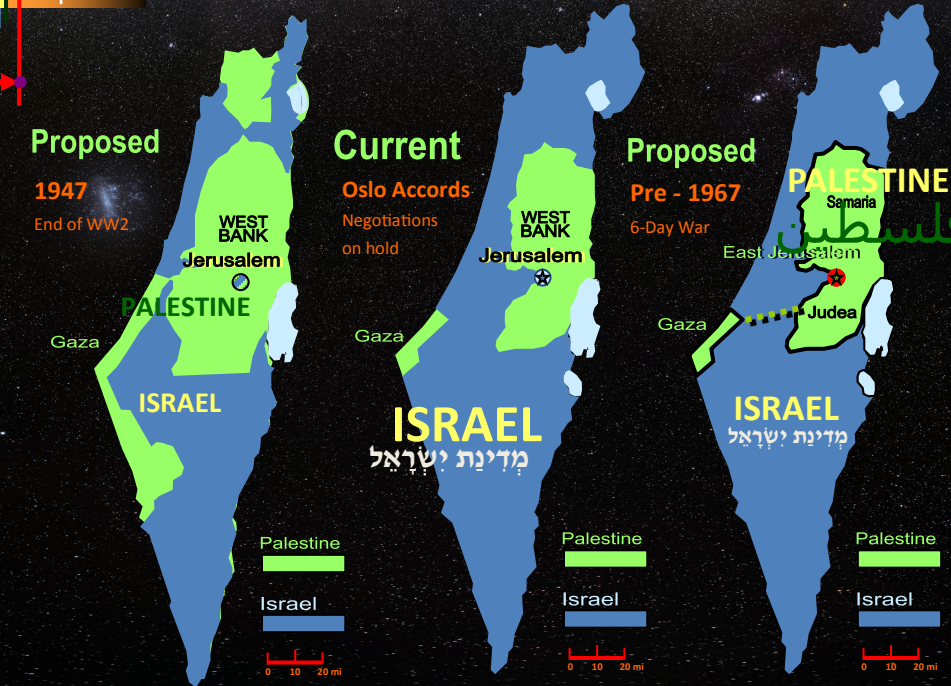 Proposed
1947
End of WW2
WEST
BANK
Jerusalem
PALESTINE
Gaza
ISRAEL
Palestine
Israel
0 10 20 mi
Current
Oslo Accords
Negotiations
on hold
WEST
BANK
Jerusalem
Gaza
ISRAEL
מְדִינַת יִשְׂרָאֵל
Palestine
Israel
0 10 20 mi
Proposed
Pre - 1967
6-Day War
PALESTINE
Samaria
فلسطين
East Jerusalem
Judea
Gaza
ISRAEL
מְדִינַת יִשְׂרָאֵל
Palestine
Israel
0 10 20 mi